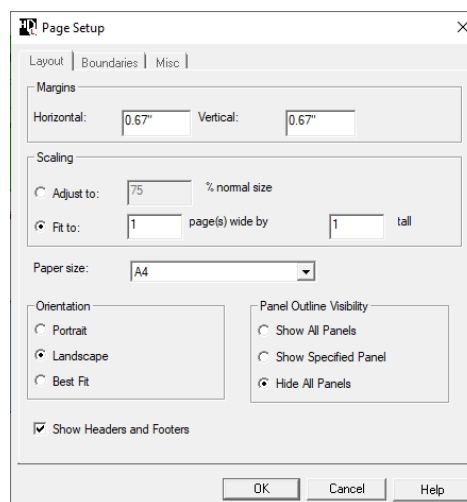 Page Setup
Layout Boundaries Misc
Margins
Horizontal: 0.67" Vertical: 0.67"
Scaling
Adjust to: 75 % normal size
Fit to: 1 page(s) wide by 1 tall
Paper size: A4
Orientation
Portrait
Landscape
Best Fit
Panel Outline Visibility
Show All Panels
Show Specified Panel
Hide All Panels
Show Headers and Footers
OK Cancel Help